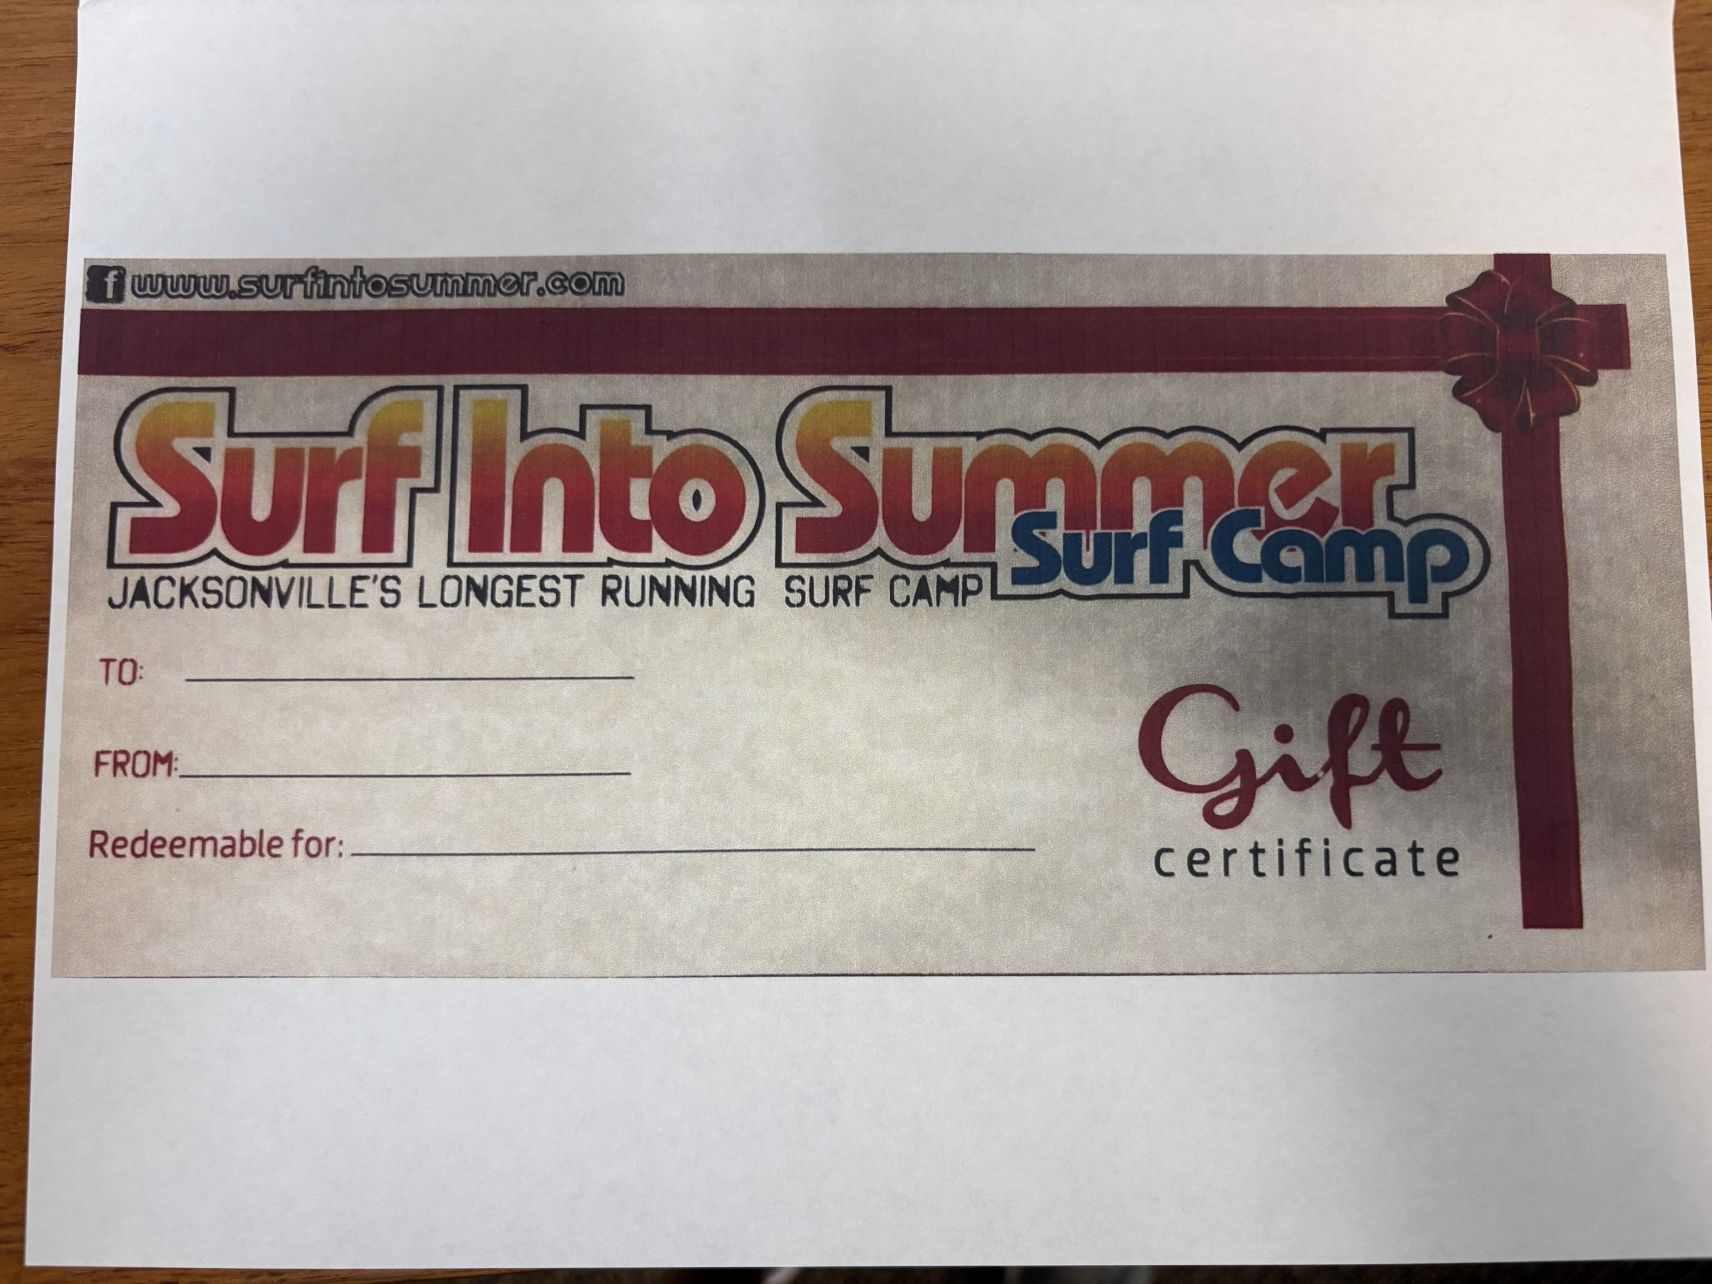 f www.surfintosummer.com
Surf Into Summer
Surf Camp
JACKSONVILLE'S LONGEST RUNNING SURF CAMP
TO:
FROM:
Redeemable for:
Gift
certificate